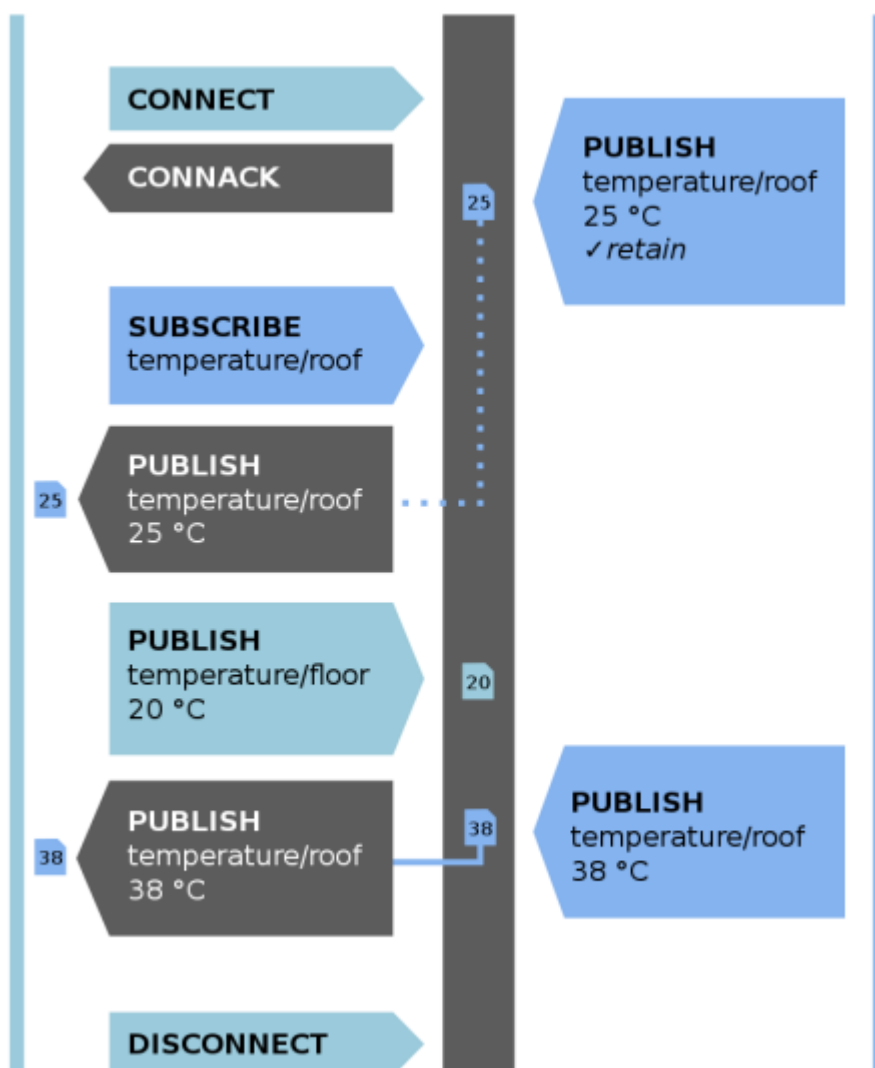 CONNECT
CONNACK
PUBLISH
temperature/roof
25 °C
✓retain
25
SUBSCRIBE
temperature/roof
PUBLISH
temperature/roof
25 °C
25
PUBLISH
temperature/floor
20 °C
20
PUBLISH
temperature/roof
38 °C
38
PUBLISH
temperature/roof
38 °C
38
DISCONNECT